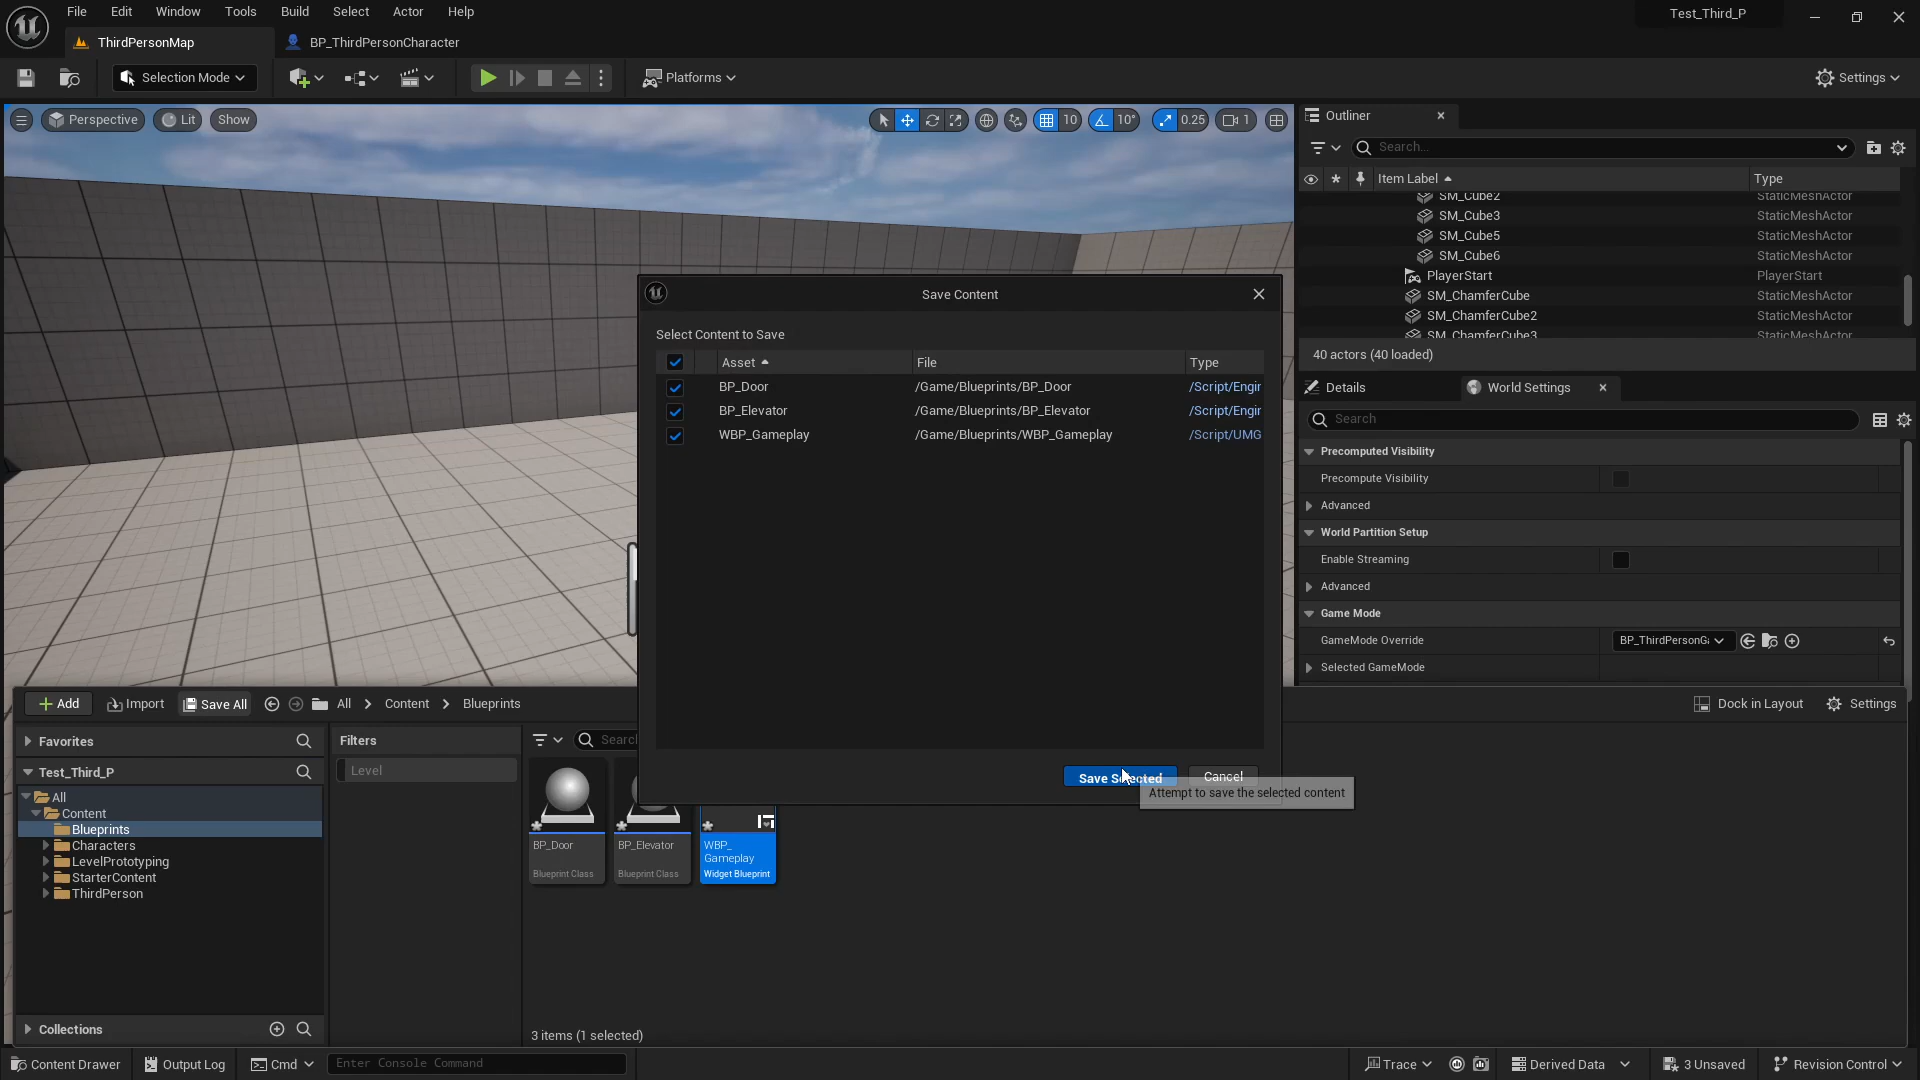 File Edit Window Tools Build Select Actor Help
Test_Third_P
ThirdPersonMap
BP_ThirdPersonCharacter
Selection Mode
Platforms
Settings
Perspective
Lit
Show
10
10°
0.25
1
Outliner
Search...
Item Label
Type
SM_Cube2 StaticMeshActor
SM_Cube3 StaticMeshActor
SM_Cube5 StaticMeshActor
SM_Cube6 StaticMeshActor
PlayerStart PlayerStart
SM_ChamferCube StaticMeshActor
SM_ChamferCube2 StaticMeshActor
SM_ChamferCube3 StaticMeshActor
40 actors (40 loaded)
Details
World Settings
Search
Precomputed Visibility
Precompute Visibility
Advanced
World Partition Setup
Enable Streaming
Advanced
Game Mode
GameMode Override
BP_ThirdPersonGa
Selected GameMode
Save Content
Select Content to Save
Asset File Type
BP_Door /Game/Blueprints/BP_Door /Script/Engin
BP_Elevator /Game/Blueprints/BP_Elevator /Script/Engin
WBP_Gameplay /Game/Blueprints/WBP_Gameplay /Script/UMG
Save Selected
Cancel
Attempt to save the selected content
Add
Import
Save All
All
Content
Blueprints
Dock in Layout
Settings
Favorites
Test_Third_P
All
Content
Blueprints
Characters
LevelPrototyping
StarterContent
ThirdPerson
Collections
Filters
Level
Search
BP_Door
Blueprint Class
BP_Elevator
Blueprint Class
WBP_
Gameplay
Widget Blueprint
3 items (1 selected)
Content Drawer
Output Log
Cmd
Enter Console Command
Trace
Derived Data
3 Unsaved
Revision Control